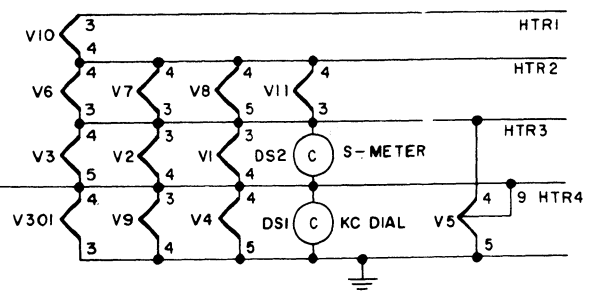 3 HTR1
V10
4
4 4 4 4 HTR2
V6 V7 V8 V11
3 3 5 3
HTR3
4 3 3
V3 V2 V1 DS2 C S-METER
5 4 4
4 3 4 4 9 HTR4
V301 V9 V4 DS1 C KC DIAL V5
3 4 5 5